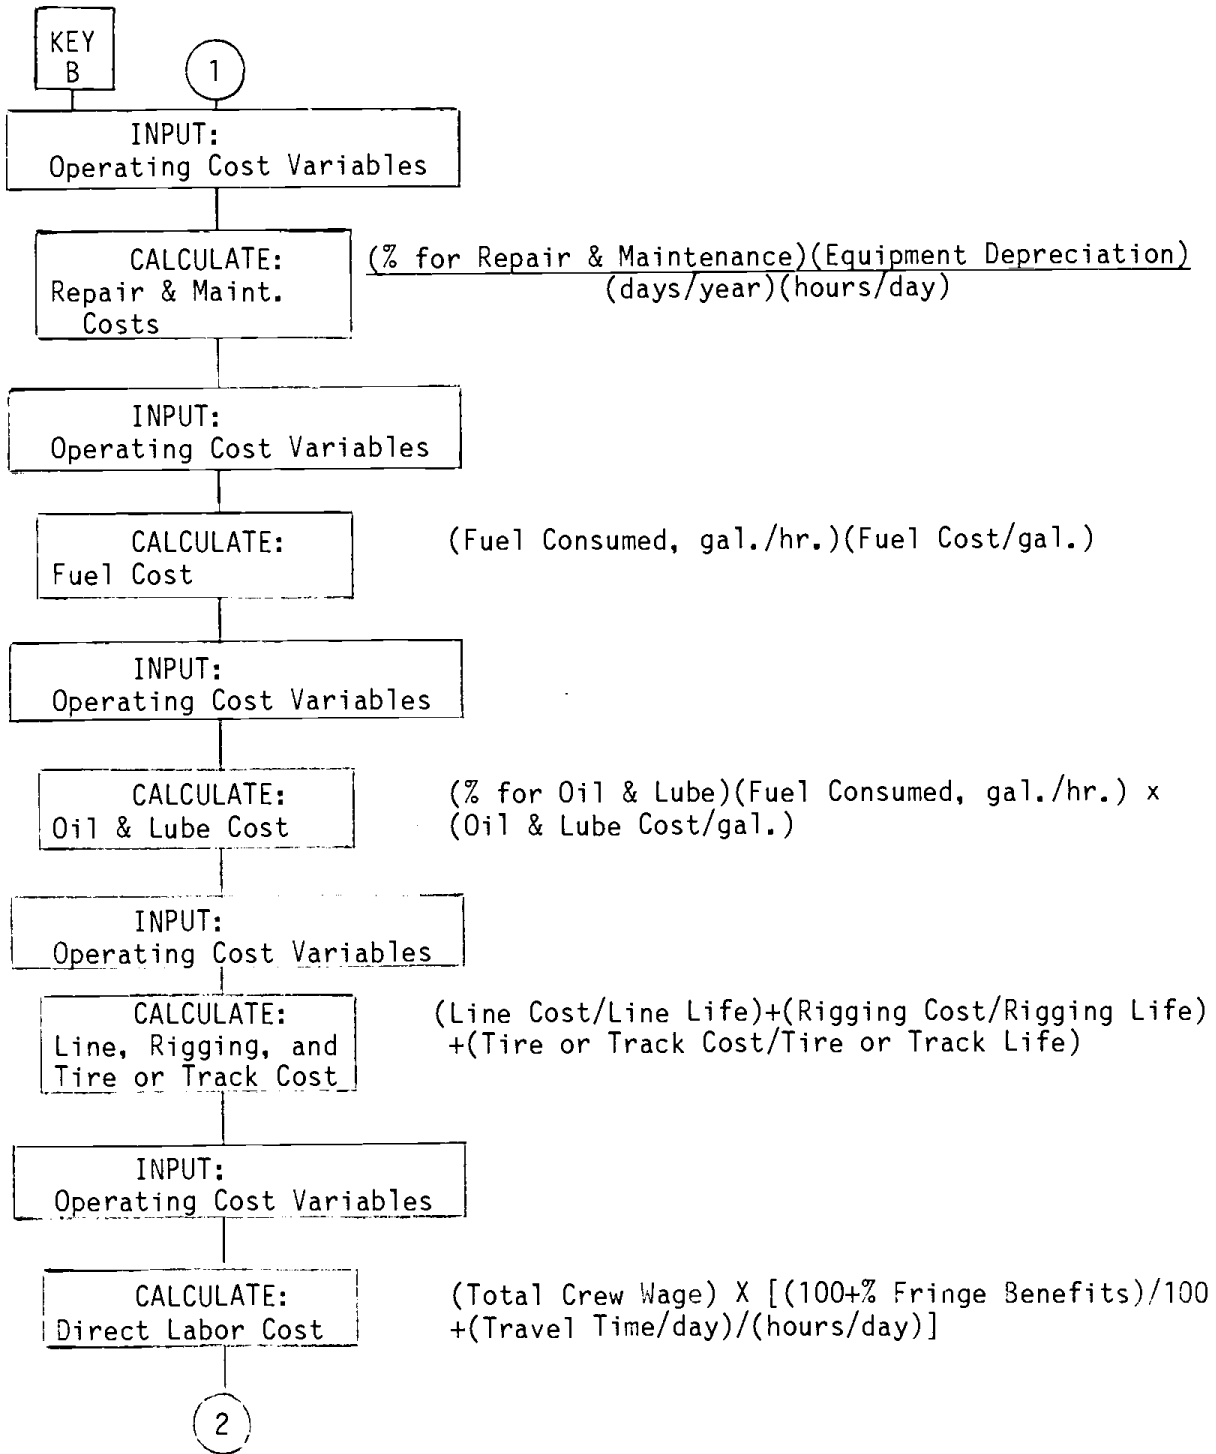 KEY
B
1
INPUT:
Operating Cost Variables
CALCULATE:
Repair & Maint.
Costs
(% for Repair & Maintenance)(Equipment Depreciation)
(days/year)(hours/day)
INPUT:
Operating Cost Variables
CALCULATE:
Fuel Cost
(Fuel Consumed, gal./hr.)(Fuel Cost/gal.)
INPUT:
Operating Cost Variables
CALCULATE:
Oil & Lube Cost
(% for Oil & Lube)(Fuel Consumed, gal./hr.) x
(Oil & Lube Cost/gal.)
INPUT:
Operating Cost Variables
CALCULATE:
Line, Rigging, and
Tire or Track Cost
(Line Cost/Line Life)+(Rigging Cost/Rigging Life)
+(Tire or Track Cost/Tire or Track Life)
INPUT:
Operating Cost Variables
CALCULATE:
Direct Labor Cost
(Total Crew Wage) X [(100+% Fringe Benefits)/100
+(Travel Time/day)/(hours/day)]
2